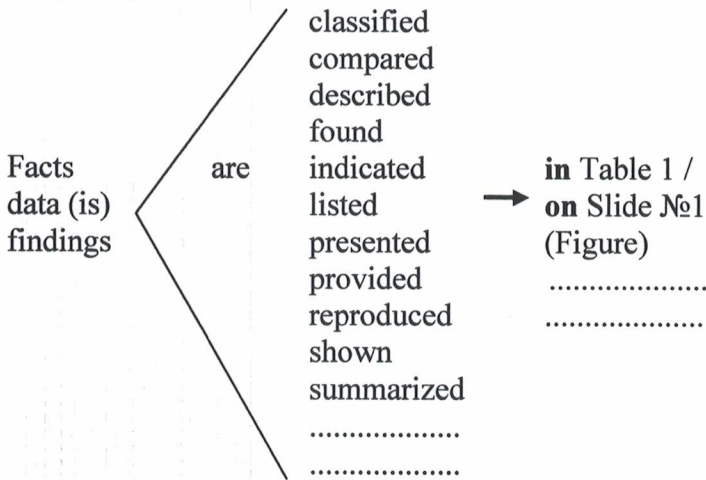 classified
compared
described
found
Facts are indicated in Table 1 /
data (is) listed → on Slide №1
findings presented (Figure)
provided ....................
reproduced ....................
shown
summarized
...................
...................